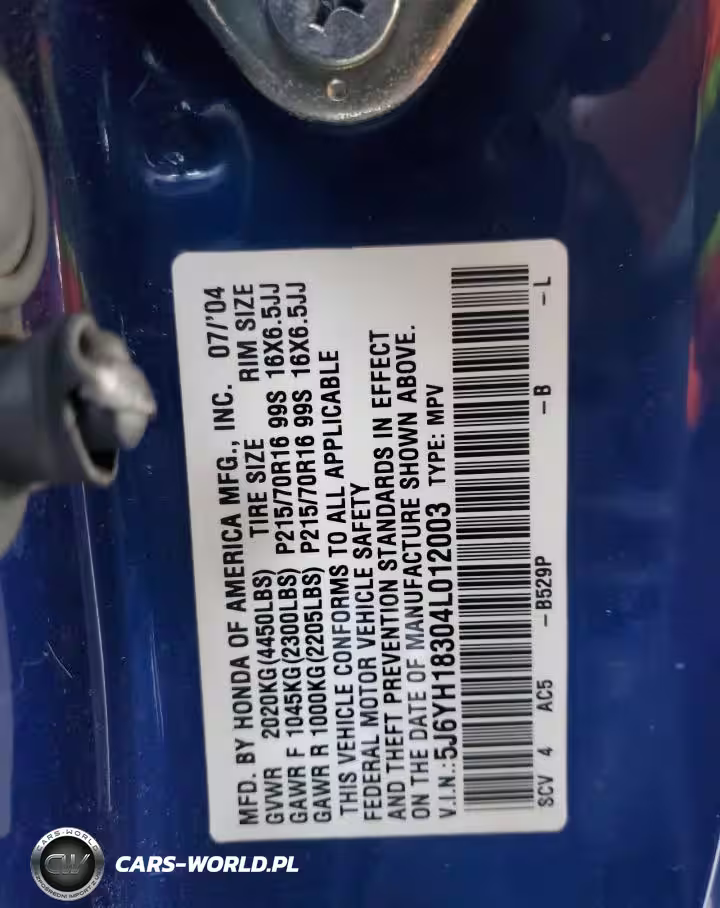 MFD. BY HONDA OF AMERICA MFG., INC. 07/'04
GVWR 2020KG(4450LBS) TIRE SIZE RIM SIZE
GAWR F 1045KG(2300LBS) P215/70R16 99S 16X6.5JJ
GAWR R 1000KG(2205LBS) P215/70R16 99S 16X6.5JJ
THIS VEHICLE CONFORMS TO ALL APPLICABLE
FEDERAL MOTOR VEHICLE SAFETY
AND THEFT PREVENTION STANDARDS IN EFFECT
ON THE DATE OF MANUFACTURE SHOWN ABOVE.
V.I.N.:5J6YH18304L012003 TYPE: MPV
SCV 4 AC5 –B529P –B –L
CARS-WORLD
CW
CARS-WORLD.PL